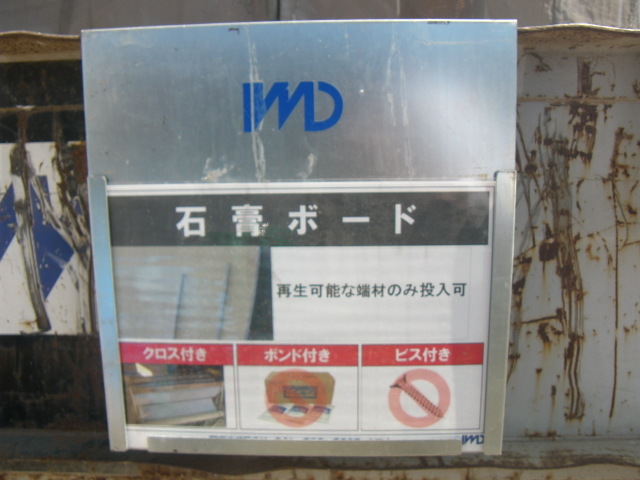 IWD
石膏ボード
再生可能な端材のみ投入可
クロス付き
ボンド付き
ビス付き
IWD